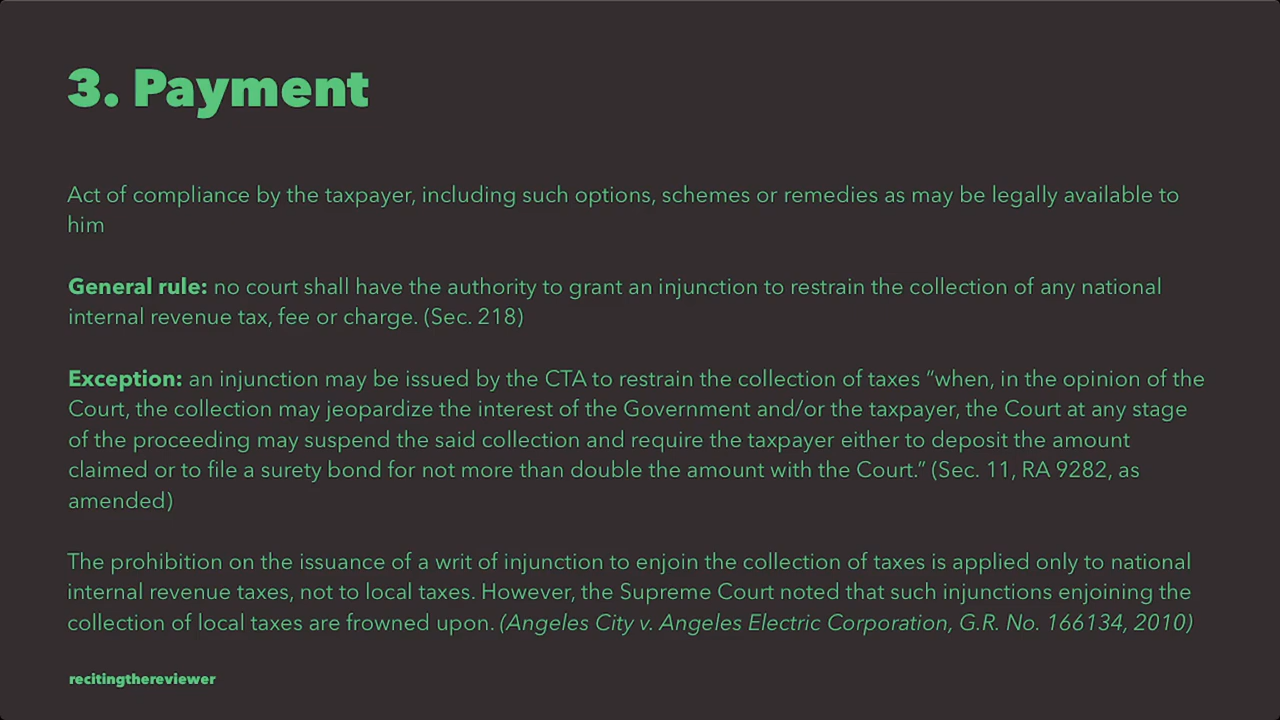 3. Payment
Act of compliance by the taxpayer, including such options, schemes or remedies as may be legally available to
him
General rule: no court shall have the authority to grant an injunction to restrain the collection of any national
internal revenue tax, fee or charge. (Sec. 218)
Exception: an injunction may be issued by the CTA to restrain the collection of taxes “when, in the opinion of the
Court, the collection may jeopardize the interest of the Government and/or the taxpayer, the Court at any stage
of the proceeding may suspend the said collection and require the taxpayer either to deposit the amount
claimed or to file a surety bond for not more than double the amount with the Court.” (Sec. 11, RA 9282, as
amended)
The prohibition on the issuance of a writ of injunction to enjoin the collection of taxes is applied only to national
internal revenue taxes, not to local taxes. However, the Supreme Court noted that such injunctions enjoining the
collection of local taxes are frowned upon. (Angeles City v. Angeles Electric Corporation, G.R. No. 166134, 2010)
recitingthereviewer